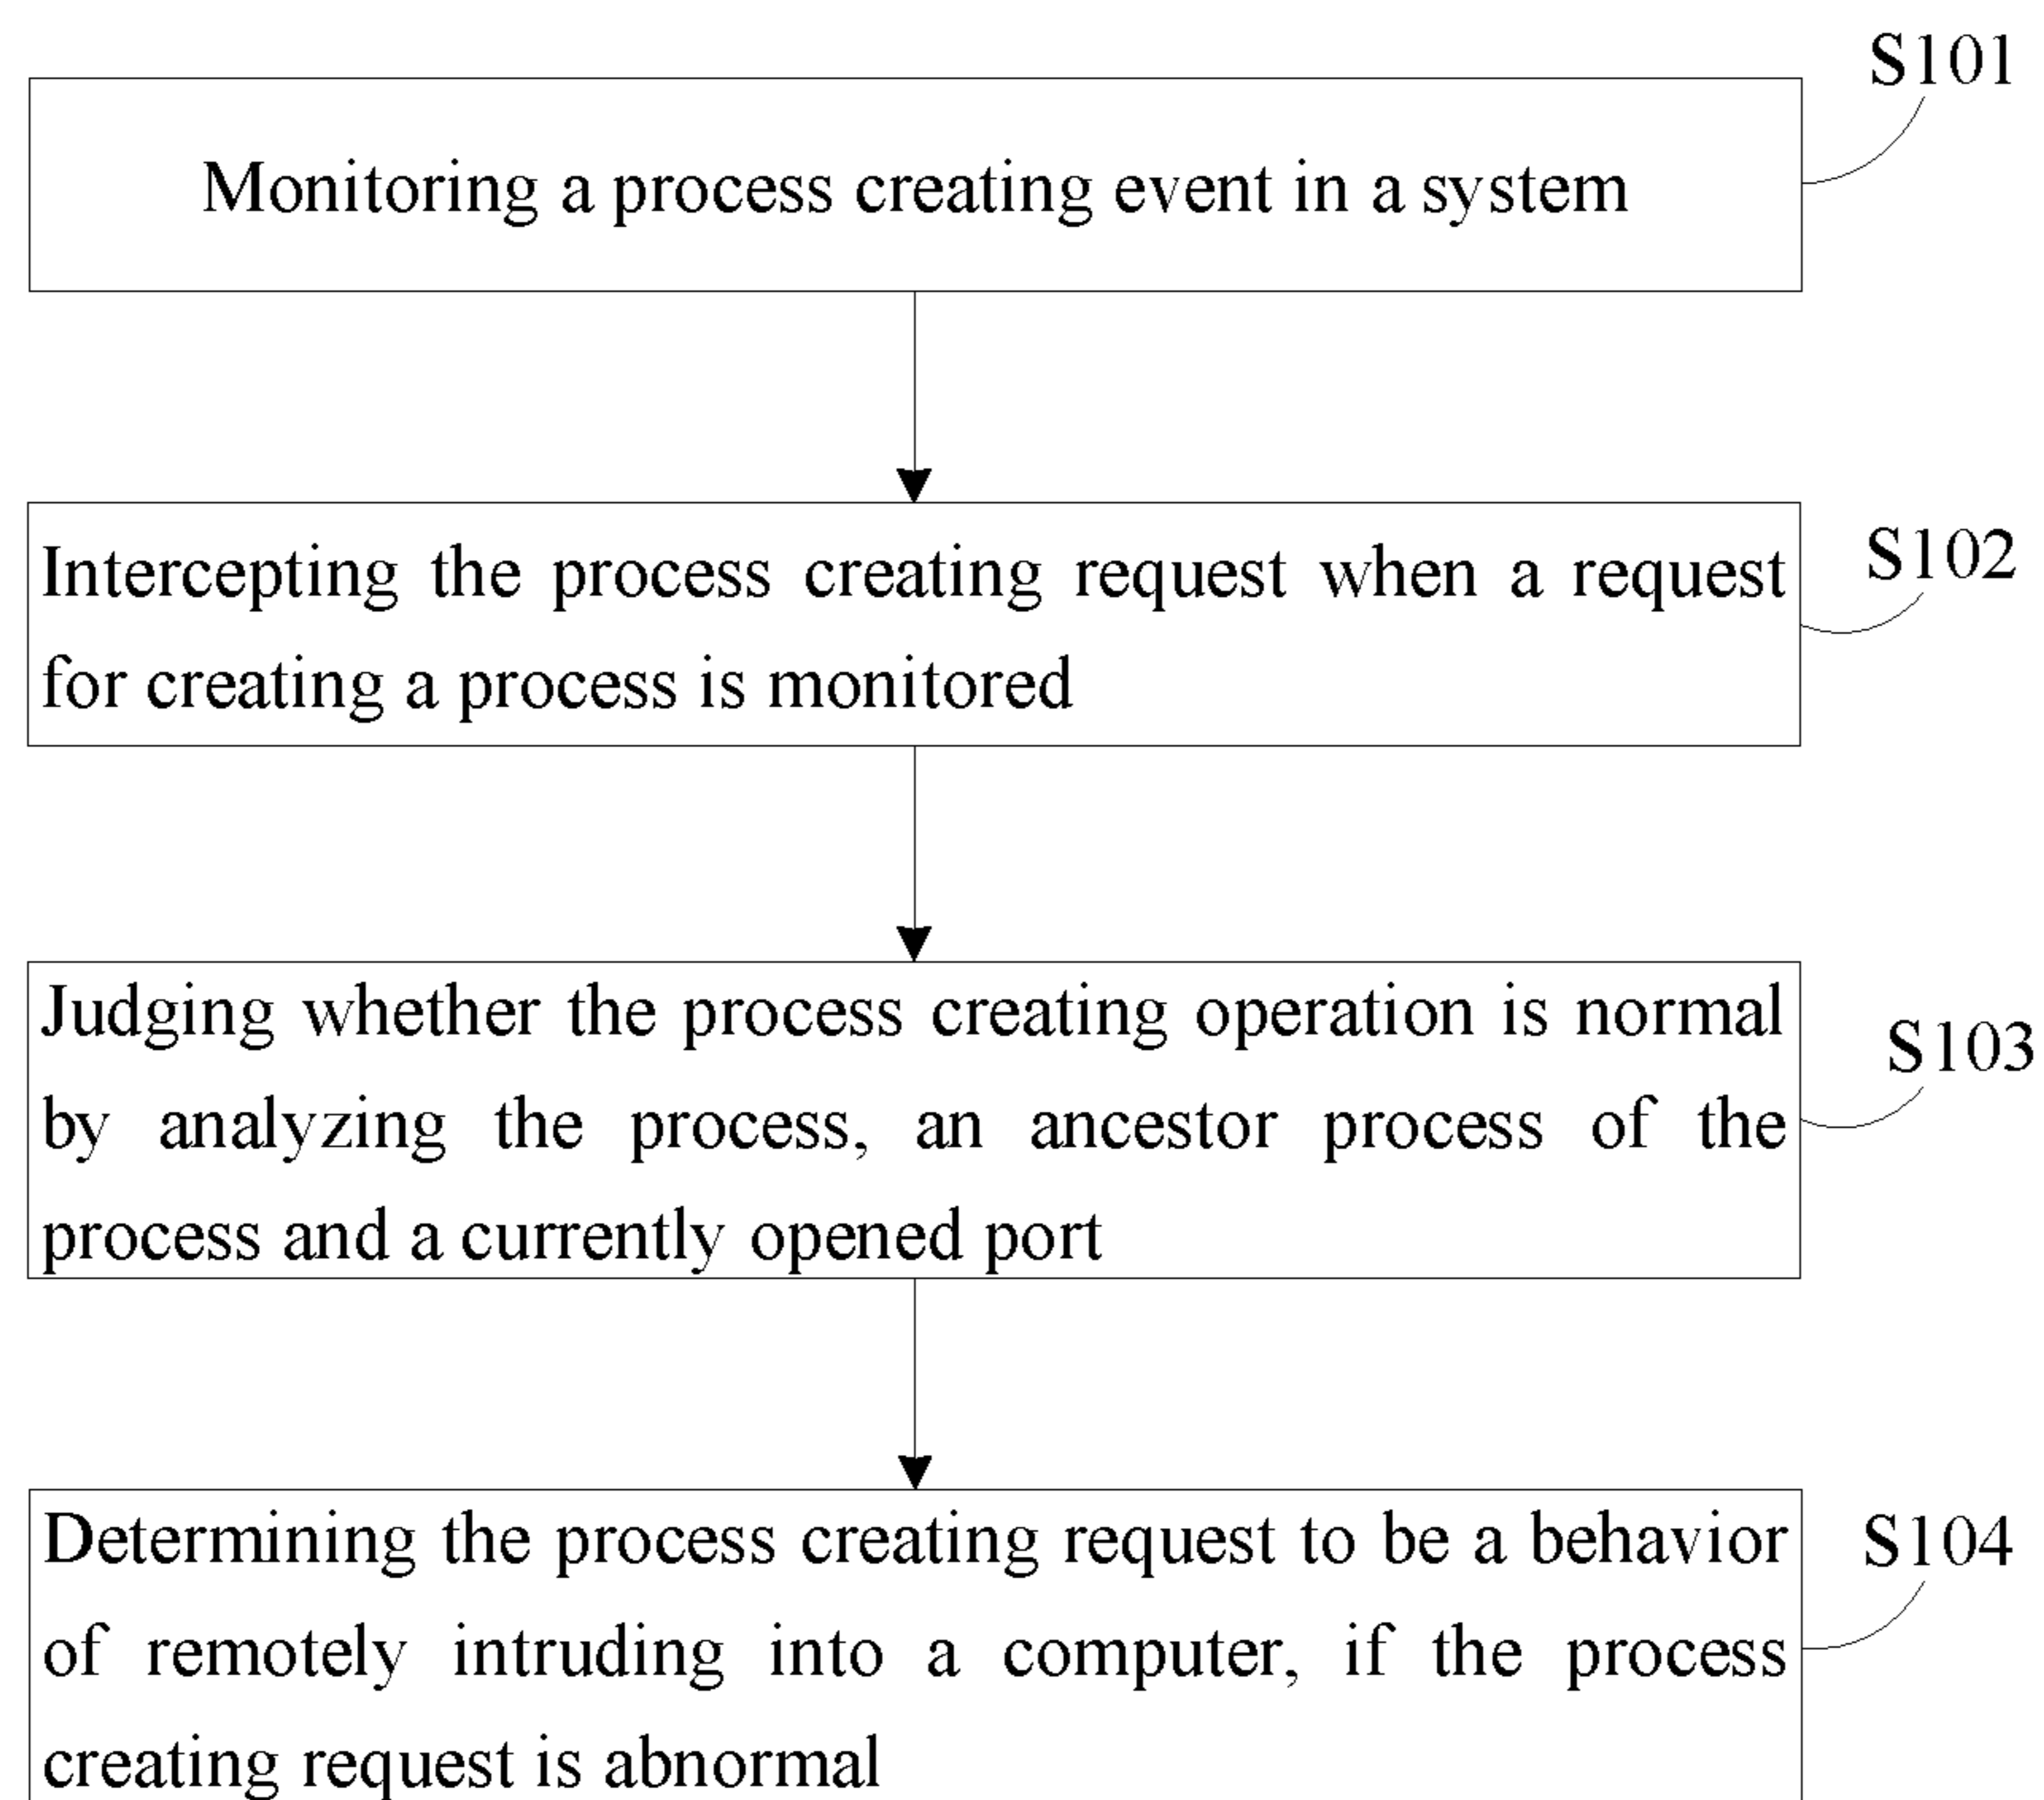 S101
Monitoring a process creating event in a system
Intercepting the process creating request when a request
S102
for creating a process is monitored
Judging whether the process creating operation is normal
S103
by analyzing the process, an ancestor process of the
process and a currently opened port
Determining the process creating request to be a behavior
S104
of remotely intruding into a computer, if the process
creating request is abnormal